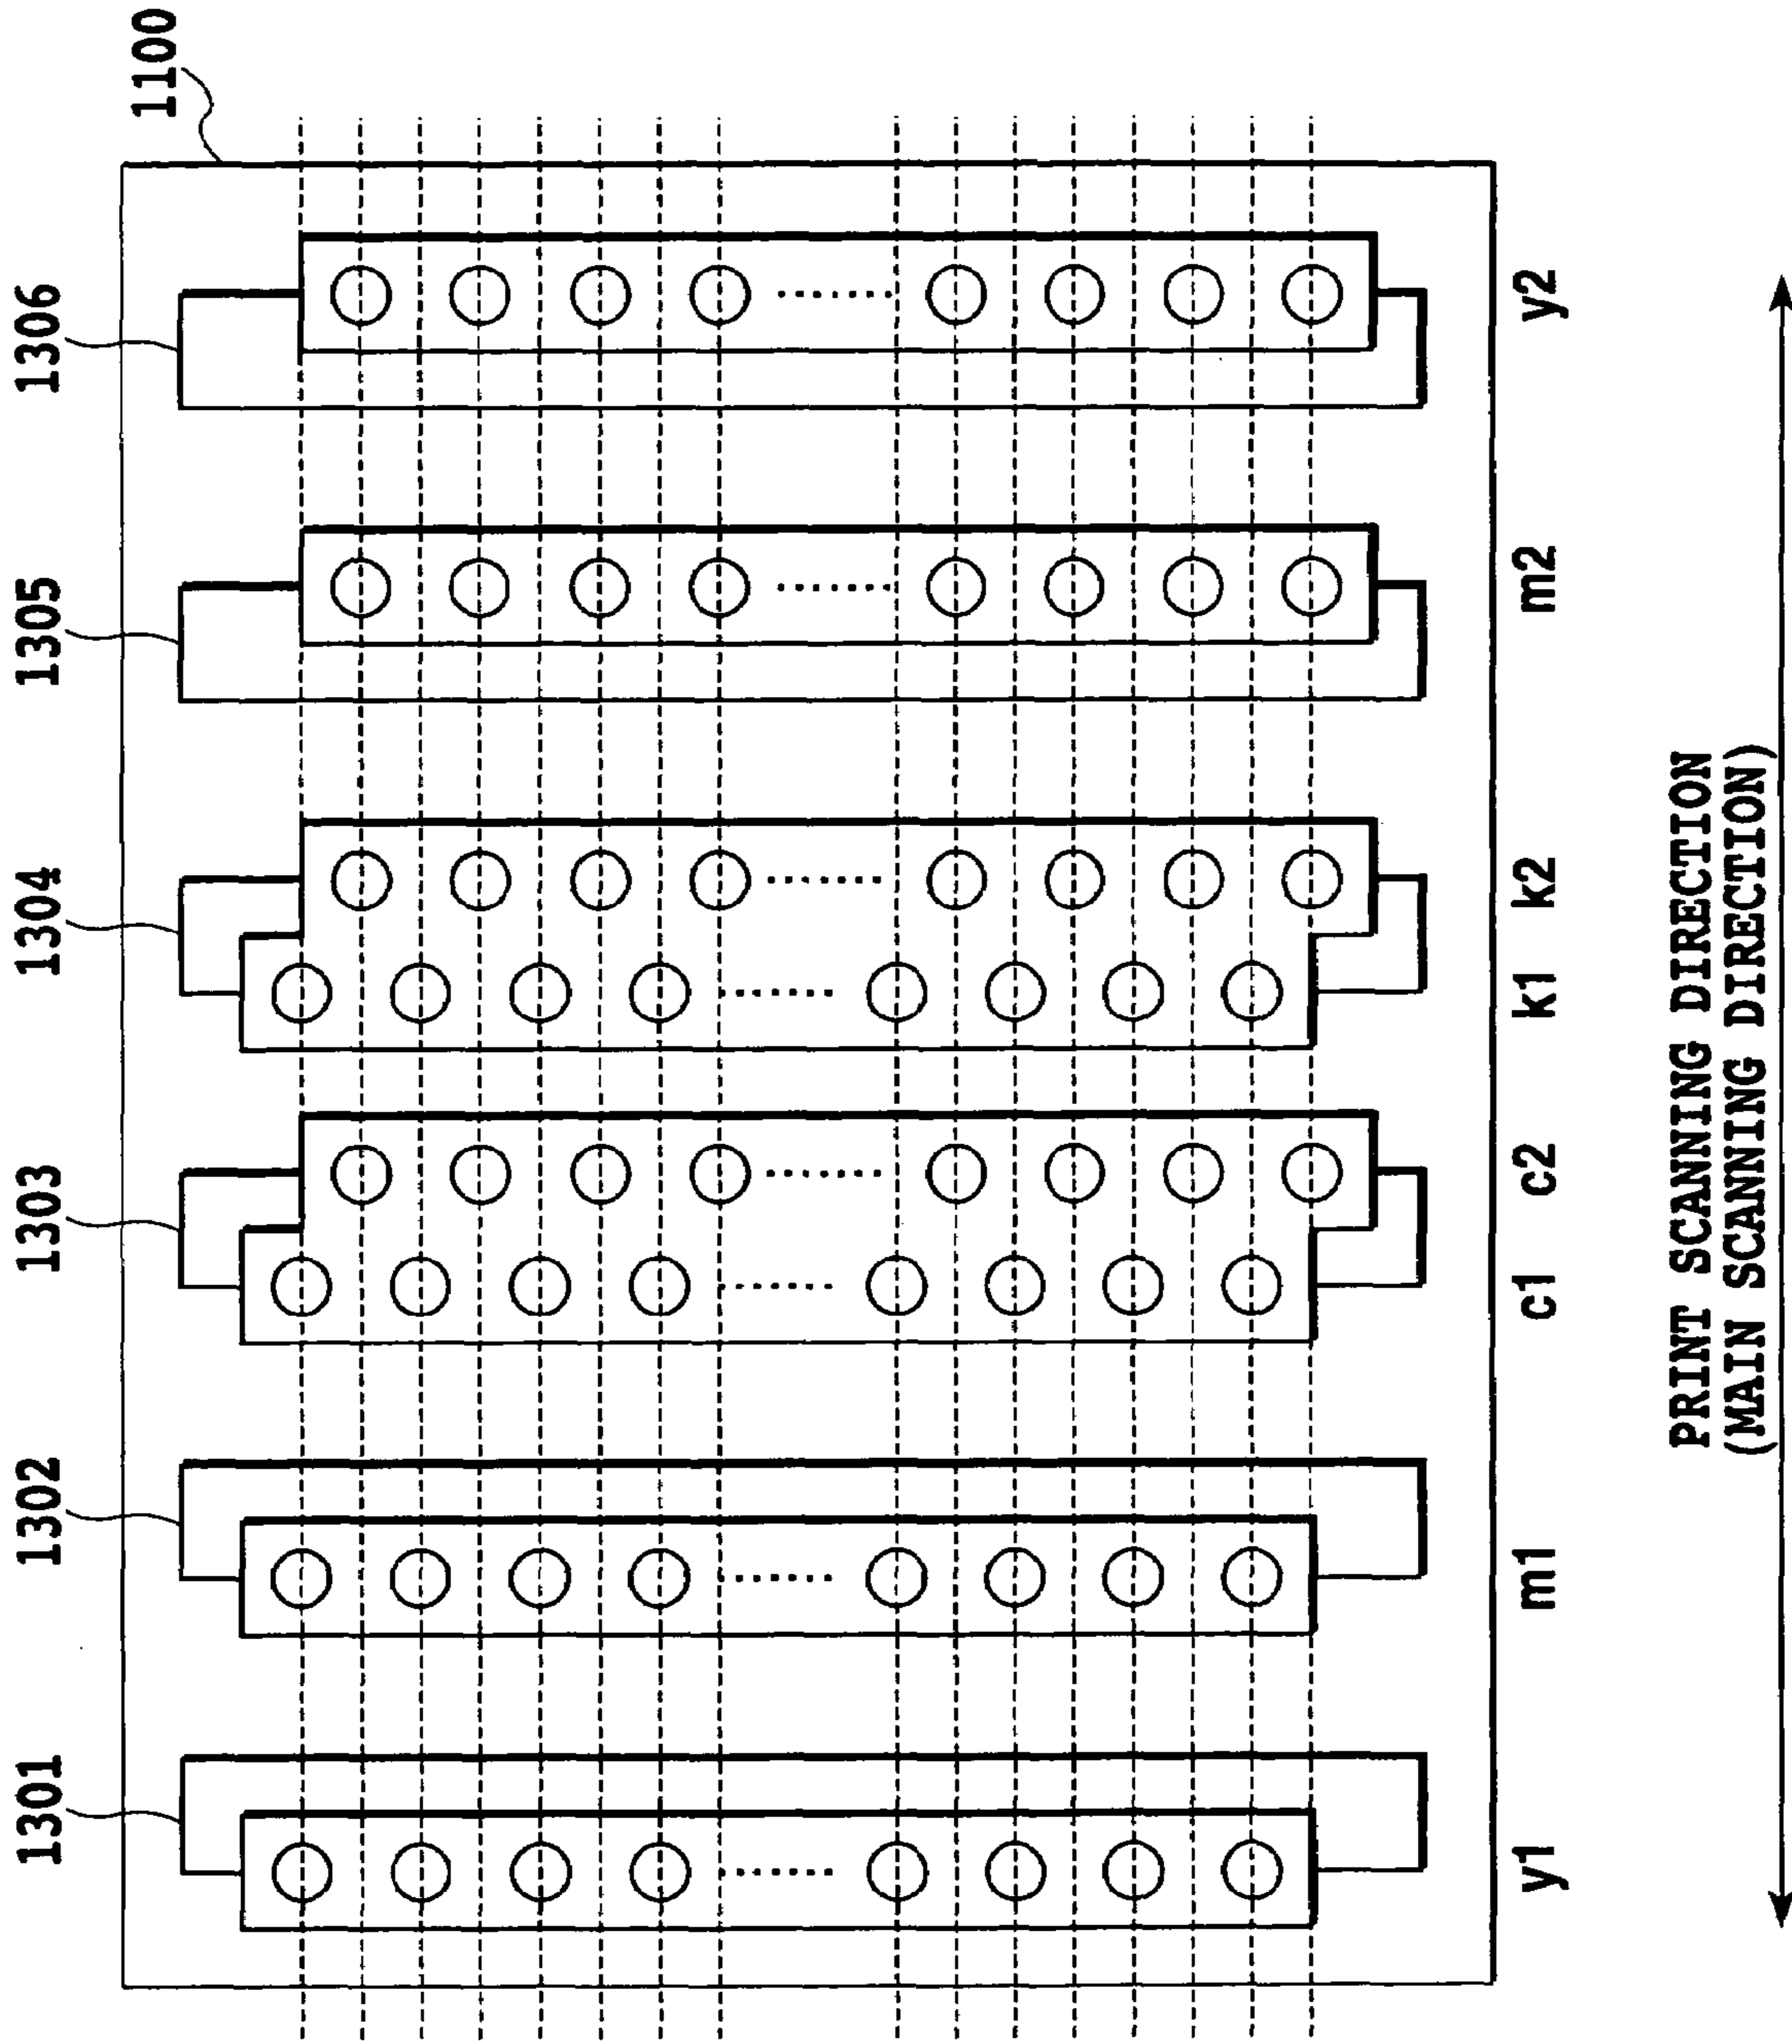 1100
1301 1302 1303 1304 1305 1306
y1 m1 c1 c2 k1 k2 m2 y2
PRINT SCANNING DIRECTION
(MAIN SCANNING DIRECTION)